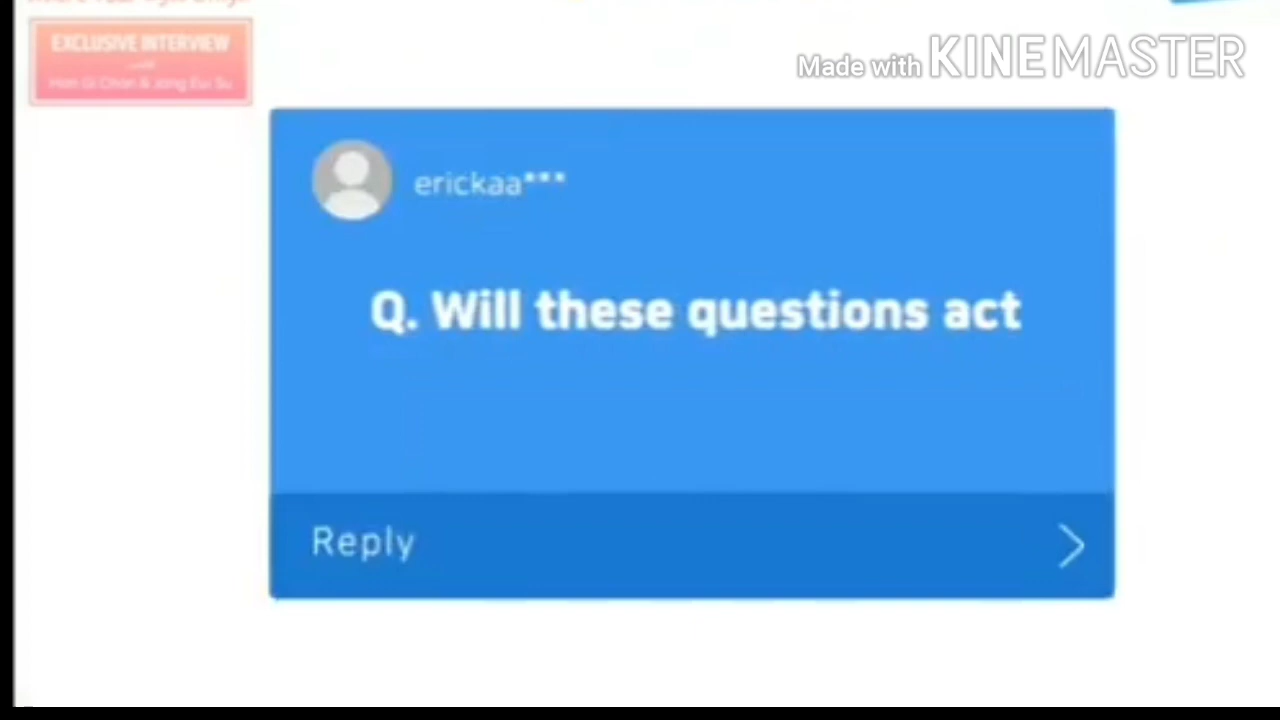 EXCLUSIVE INTERVIEW
Made with KINEMASTER
erickaa***
Q. Will these questions act
Reply